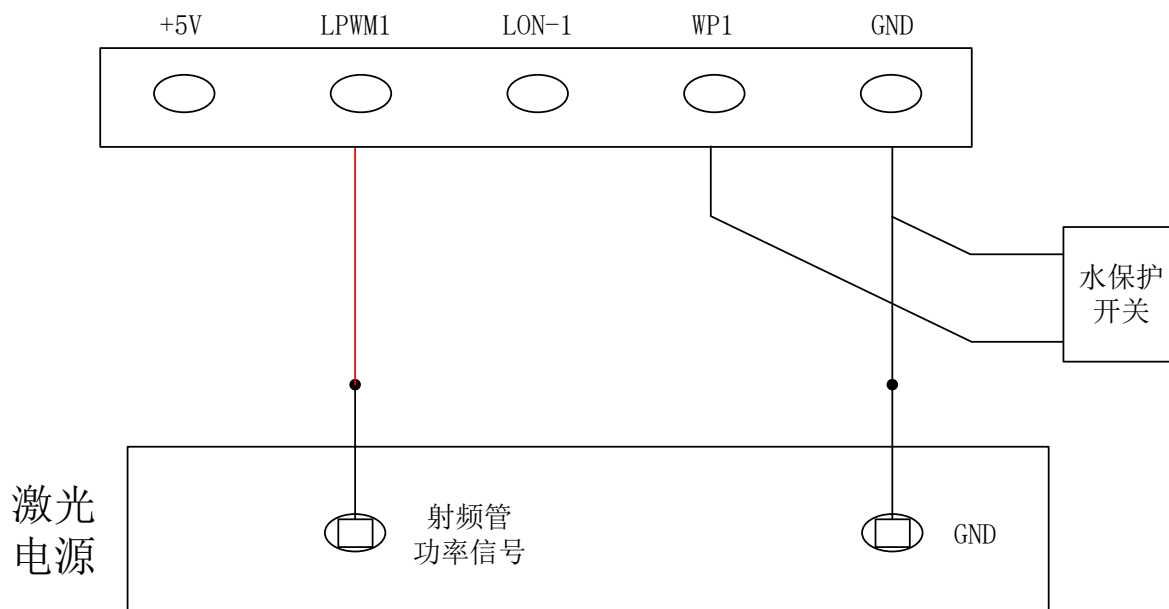 +5V LPWM1 LON-1 WP1 GND
水保护
开关
激光
电源
射频管
功率信号
GND